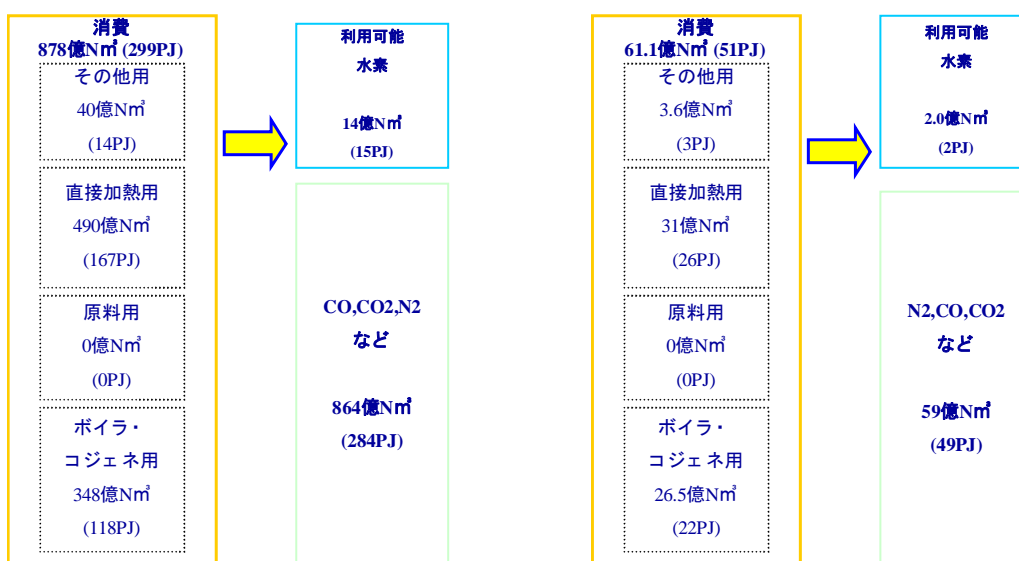 消費
878億N㎥ (299PJ)
その他用
40億N㎥
(14PJ)
直接加熱用
490億N㎥
(167PJ)
原料用
0億N㎥
(0PJ)
ボイラ・
コジェネ用
348億N㎥
(118PJ)
利用可能
水素
14億N㎥
(15PJ)
CO,CO2,N2
など
864億N㎥
(284PJ)
消費
61.1億N㎥ (51PJ)
その他用
3.6億N㎥
(3PJ)
直接加熱用
31億N㎥
(26PJ)
原料用
0億N㎥
(0PJ)
ボイラ・
コジェネ用
26.5億N㎥
(22PJ)
利用可能
水素
2.0億N㎥
(2PJ)
N2,CO,CO2
など
59億N㎥
(49PJ)